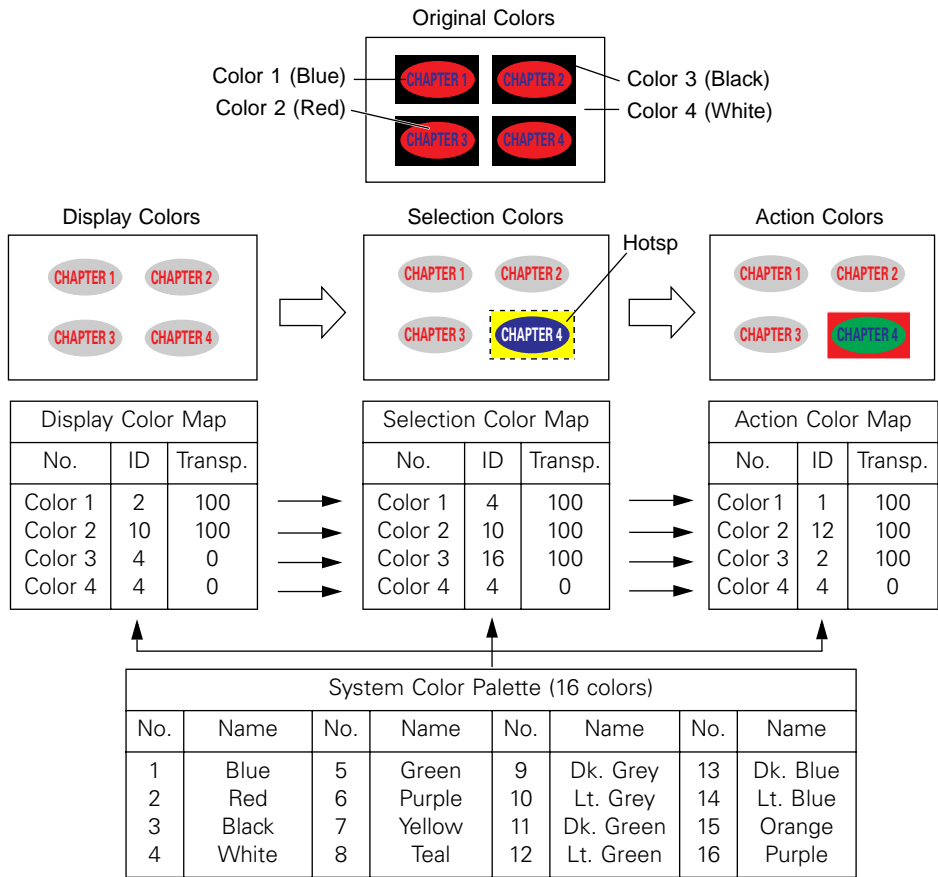 Original Colors
Color 1 (Blue)
Color 2 (Red)
CHAPTER 1 CHAPTER 2
CHAPTER 3 CHAPTER 4
Color 3 (Black)
Color 4 (White)
Display Colors Selection Colors Action Colors
Hotsp
CHAPTER 1 CHAPTER 2
CHAPTER 3 CHAPTER 4
CHAPTER 1 CHAPTER 2
CHAPTER 3 CHAPTER 4
CHAPTER 1 CHAPTER 2
CHAPTER 3 CHAPTER 4
Display Color Map
No. ID Transp.
Color 1 2 100
Color 2 10 100
Color 3 4 0
Color 4 4 0
Selection Color Map
No. ID Transp.
Color 1 4 100
Color 2 10 100
Color 3 16 100
Color 4 4 0
Action Color Map
No. ID Transp.
Color 1 1 100
Color 2 12 100
Color 3 2 100
Color 4 4 0
System Color Palette (16 colors)
No. Name No. Name No. Name No. Name
1 Blue 5 Green 9 Dk. Grey 13 Dk. Blue
2 Red 6 Purple 10 Lt. Grey 14 Lt. Blue
3 Black 7 Yellow 11 Dk. Green 15 Orange
4 White 8 Teal 12 Lt. Green 16 Purple